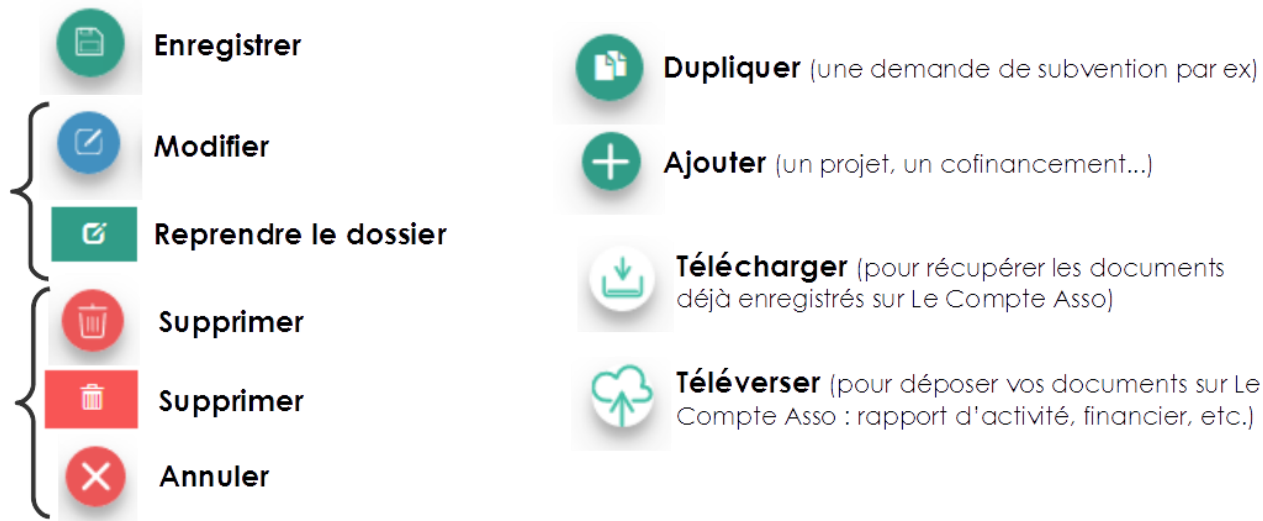 Enregistrer
Modifier
Reprendre le dossier
Supprimer
Supprimer
Annuler
Dupliquer (une demande de subvention par ex)
Ajouter (un projet, un cofinancement...)
Télécharger (pour récupérer les documents
déjà enregistrés sur Le Compte Asso)
Téléverser (pour déposer vos documents sur Le
Compte Asso : rapport d'activité, financier, etc.)